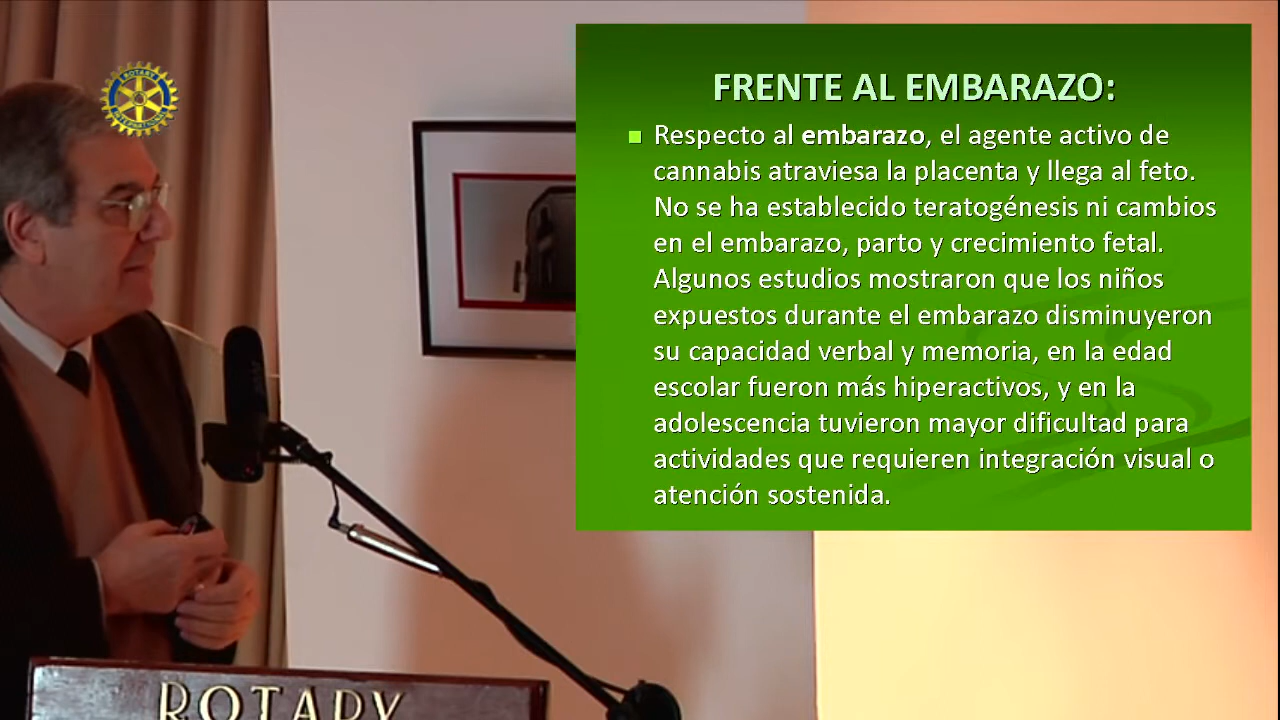 FRENTE AL EMBARAZO:
Respecto al embarazo, el agente activo de
cannabis atraviesa la placenta y llega al feto.
No se ha establecido teratogénesis ni cambios
en el embarazo, parto y crecimiento fetal.
Algunos estudios mostraron que los niños
expuestos durante el embarazo disminuyeron
su capacidad verbal y memoria, en la edad
escolar fueron más hiperactivos, y en la
adolescencia tuvieron mayor dificultad para
actividades que requieren integración visual o
atención sostenida.
ROTARY
INTERNATIONAL
ROTARY